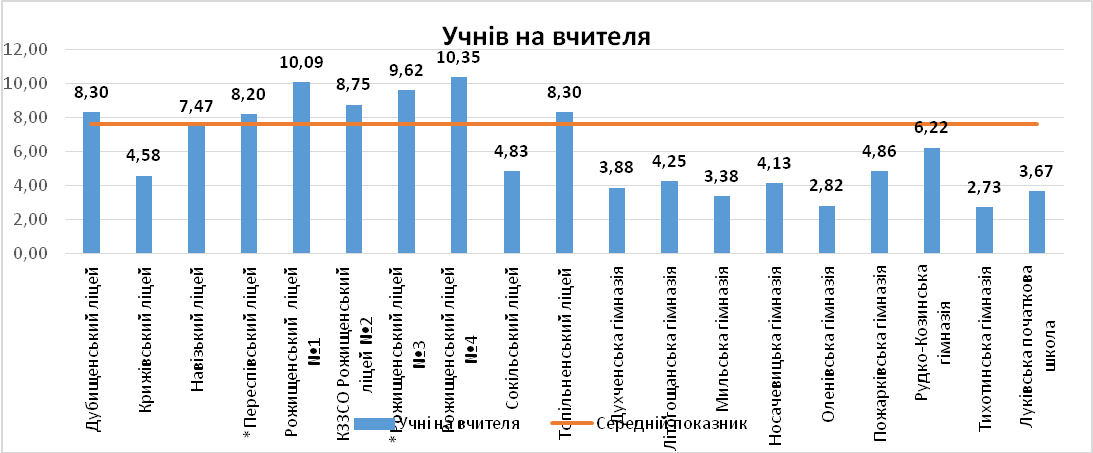 Учнів на вчителя
12,00
10,00
8,00
6,00
4,00
2,00
0,00
8,30
4,58
7,47
8,20
10,09
8,75
9,62
10,35
4,83
8,30
3,88
4,25
3,38
4,13
2,82
4,86
6,22
2,73
3,67
Дубищенський ліцей
Крижівський ліцей
Навізький ліцей
*Переспівський ліцей
Рожищенський ліцей
№1
КЗЗСО Рожищенський
ліцей №2
*Рожищенський ліцей
№3
Рожищенський ліцей
№4
Сокільський ліцей
Топільненський ліцей
Духченська гімназія
Літогощанська гімназія
Мильська гімназія
Носачевицька гімназія
Оленівська гімназія
Пожарківська гімназія
Рудко-Козинська
гімназія
Тихотинська гімназія
Луківська початкова
школа
Учні на вчителя
Середній показник